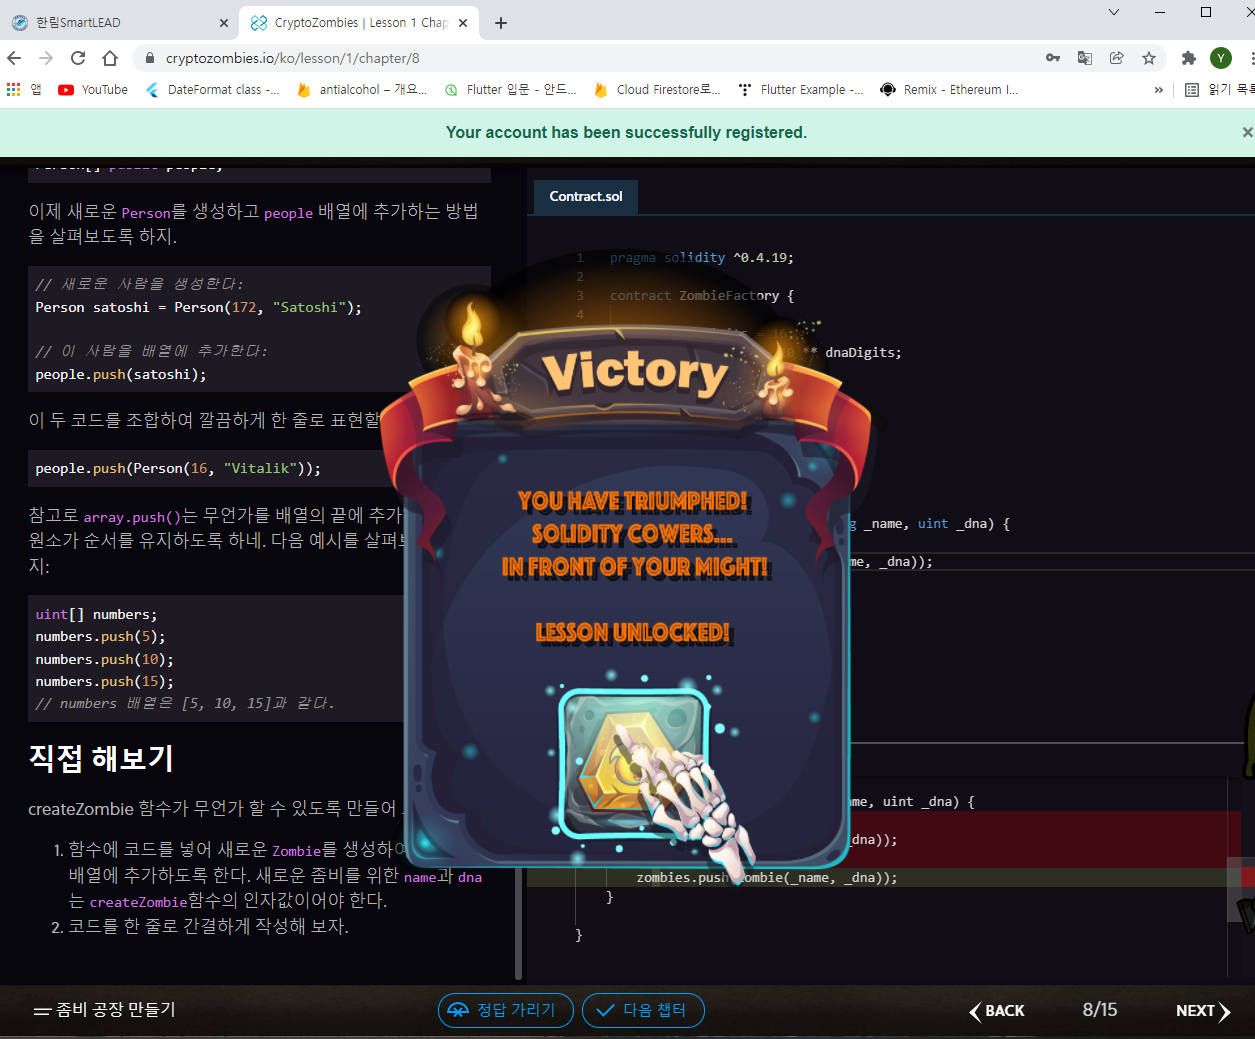 한림SmartLEAD
CryptoZombies | Lesson 1 Chap
cryptozombies.io/ko/lesson/1/chapter/8
Y
앱
YouTube
DateFormat class -...
antialcohol – 개요...
Flutter 입문 - 안드...
Cloud Firestore로...
Flutter Example -...
Remix - Ethereum I...
»
읽기 목록
Your account has been successfully registered.
Person[] public people;
이제 새로운 Person를 생성하고 people 배열에 추가하는 방법
을 살펴보도록 하지.
// 새로운 사람을 생성한다:
Person satoshi = Person(172, "Satoshi");
// 이 사람을 배열에 추가한다:
people.push(satoshi);
이 두 코드를 조합하여 깔끔하게 한 줄로 표현할
people.push(Person(16, "Vitalik"));
참고로 array.push()는 무언가를 배열의 끝에 추가
원소가 순서를 유지하도록 하네. 다음 예시를 살펴보
지:
uint[] numbers;
numbers.push(5);
numbers.push(10);
numbers.push(15);
// numbers 배열은 [5, 10, 15]과 같다.
직접 해보기
createZombie 함수가 무언가 할 수 있도록 만들어
1. 함수에 코드를 넣어 새로운 Zombie를 생성하여
배열에 추가하도록 한다. 새로운 좀비를 위한 name과 dna
는 createZombie함수의 인자값이어야 한다.
2. 코드를 한 줄로 간결하게 작성해 보자.
Contract.sol
1 pragma solidity ^0.4.19;
2
3 contract ZombieFactory {
4
= 16;
** dnaDigits;
_name, uint _dna) {
me, _dna));
Victory
YOU HAVE TRIUMPHED!
SOLIDITY COWERS...
IN FRONT OF YOUR MIGHT!
LESSON UNLOCKED!
me, uint _dna) {
_dna));
zombies.push Zombie(_name, _dna));
}
}
좀비 공장 만들기
정답 가리기
다음 챕터
BACK
8/15
NEXT